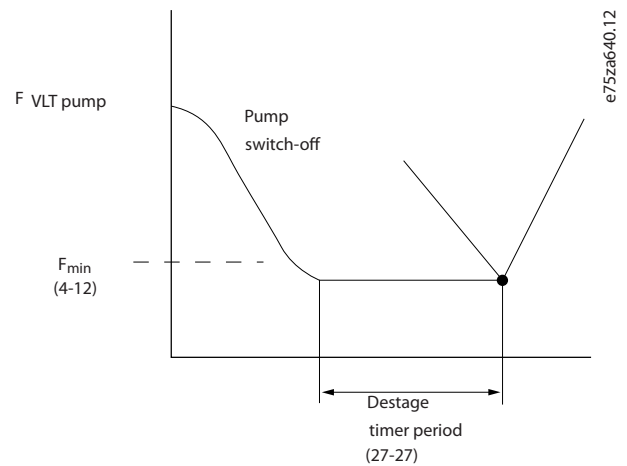 F VLT pump
Pump
switch-off
Fmin
(4-12)
Destage
timer period
(27-27)
e75za640.12